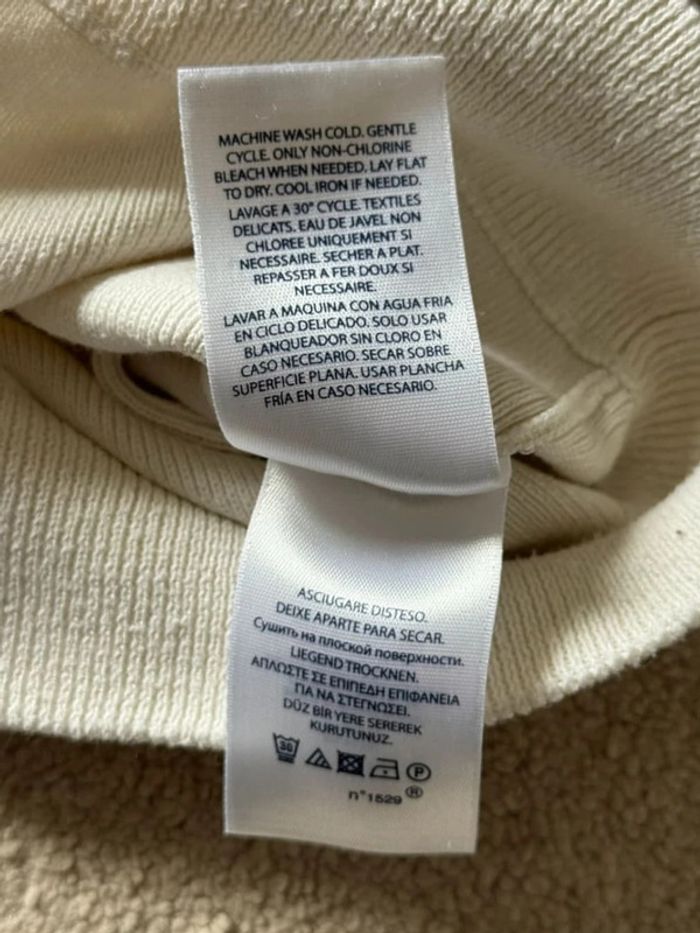 MACHINE WASH COLD. GENTLE
CYCLE. ONLY NON-CHLORINE
BLEACH WHEN NEEDED. LAY FLAT
TO DRY. COOL IRON IF NEEDED.
LAVAGE A 30° CYCLE. TEXTILES
DELICATS. EAU DE JAVEL NON
CHLOREE UNIQUEMENT SI
NECESSAIRE. SECHER A PLAT.
REPASSER A FER DOUX SI
NECESSAIRE.
LAVAR A MAQUINA CON AGUA FRIA
EN CICLO DELICADO. SOLO USAR
BLANQUEADOR SIN CLORO EN
CASO NECESARIO. SECAR SOBRE
SUPERFICIE PLANA. USAR PLANCHA
FRÍA EN CASO NECESARIO.
ASCIUGARE DISTESO.
DEIXE APARTE PARA SECAR.
Сушить на плоской поверхности.
LIEGEND TROCKNEN.
ΑΠΛΩΣΤΕ ΣΕ ΕΠΙΠΕΔΗ ΕΠΙΦΑΝΕΙΑ
ΓΙΑ ΝΑ ΣΤΕΓΝΩΣΕΙ.
DÜZ BİR YERE SEREREK
KURUTUNUZ.
30 P
n°1529 ®